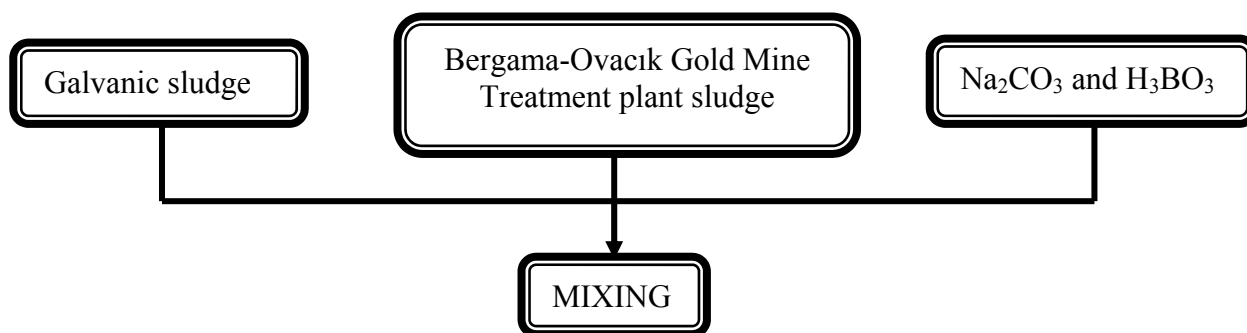 Galvanic sludge
Bergama-Ovacık Gold Mine
Treatment plant sludge
Na₂CO₃ and H₃BO₃
MIXING